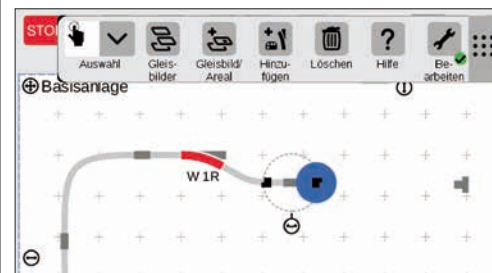 STO
Auswahl
Gleis-
bilder
Gleisbild/
Areal
Hinzu-
fügen
Löschen
Hilfe
Be-
arbeiten
Basisanlage
W 1R